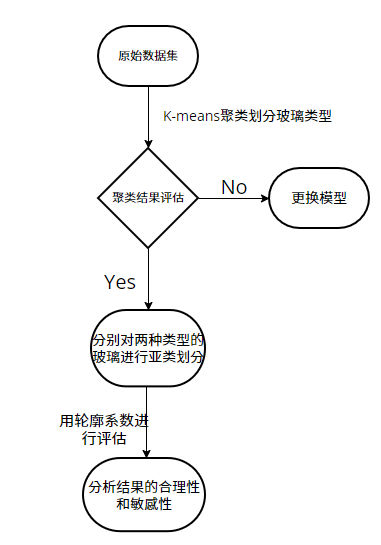 原始数据集
K-means聚类划分玻璃类型
聚类结果评估
No
更换模型
Yes
分别对两种类型的
玻璃进行亚类划分
用轮廓系数进
行评估
分析结果的合理性
和敏感性